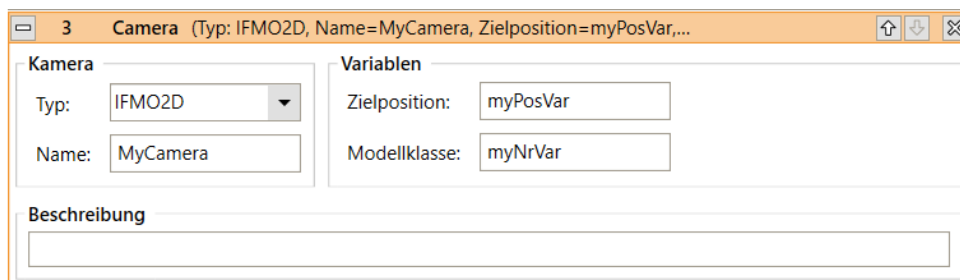 3 Camera (Typ: IFMO2D, Name=MyCamera, Zielposition=myPosVar,...
Kamera
Typ: IFMO2D
Name: MyCamera
Variablen
Zielposition: myPosVar
Modellklasse: myNrVar
Beschreibung